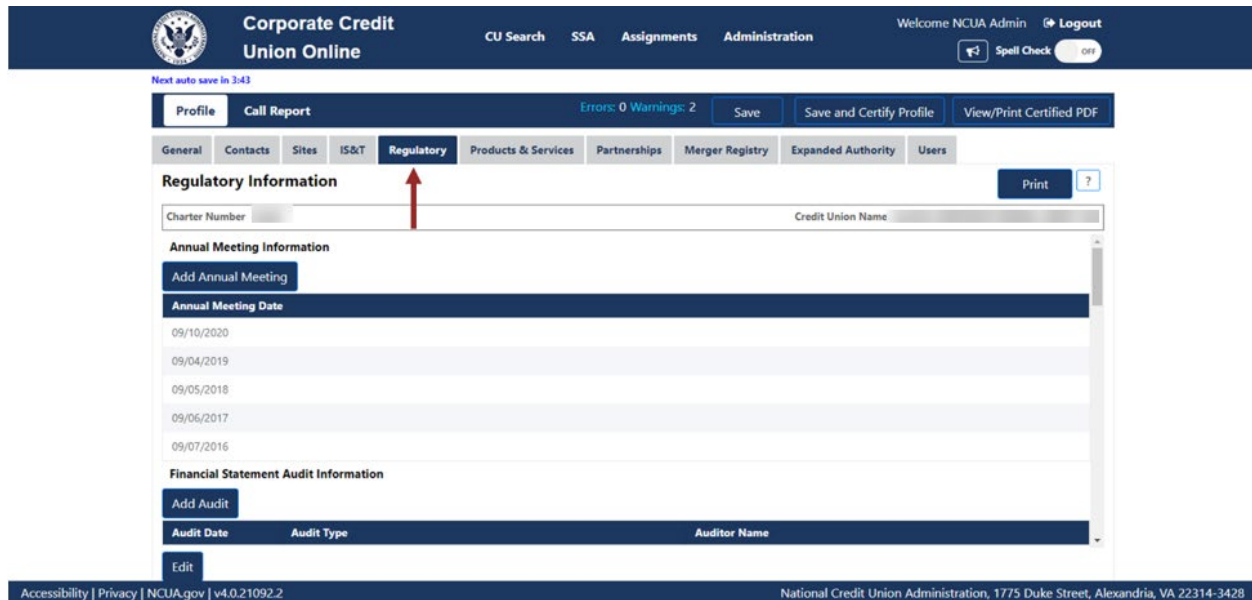 Corporate Credit
Union Online
CU Search SSA Assignments Administration
Welcome NCUA Admin Logout
Spell Check OFF
Next auto save in 3:43
Profile Call Report Errors: 0 Warnings: 2 Save Save and Certify Profile View/Print Certified PDF
General Contacts Sites IS&T Regulatory Products & Services Partnerships Merger Registry Expanded Authority Users
Regulatory Information Print ?
Charter Number Credit Union Name
Annual Meeting Information
Add Annual Meeting
Annual Meeting Date
09/10/2020
09/04/2019
09/05/2018
09/06/2017
09/07/2016
Financial Statement Audit Information
Add Audit
Audit Date Audit Type Auditor Name
Edit
Accessibility | Privacy | NCUA.gov | v4.0.21092.2 National Credit Union Administration, 1775 Duke Street, Alexandria, VA 22314-3428